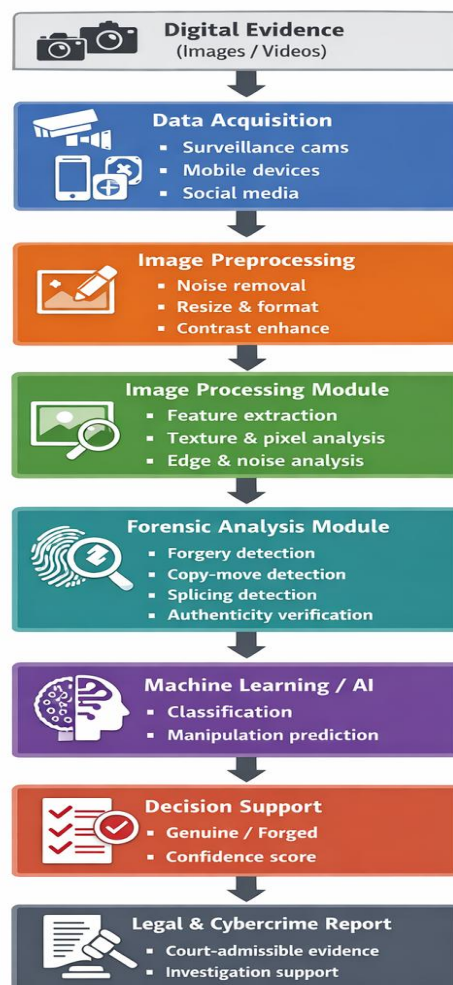 Digital Evidence
(Images / Videos)
Data Acquisition
▪ Surveillance cams
▪ Mobile devices
▪ Social media
Image Preprocessing
▪ Noise removal
▪ Resize & format
▪ Contrast enhance
Image Processing Module
▪ Feature extraction
▪ Texture & pixel analysis
▪ Edge & noise analysis
Forensic Analysis Module
▪ Forgery detection
▪ Copy-move detection
▪ Splicing detection
▪ Authenticity verification
Machine Learning / AI
▪ Classification
▪ Manipulation prediction
Decision Support
▪ Genuine / Forged
▪ Confidence score
Legal & Cybercrime Report
▪ Court-admissible evidence
▪ Investigation support